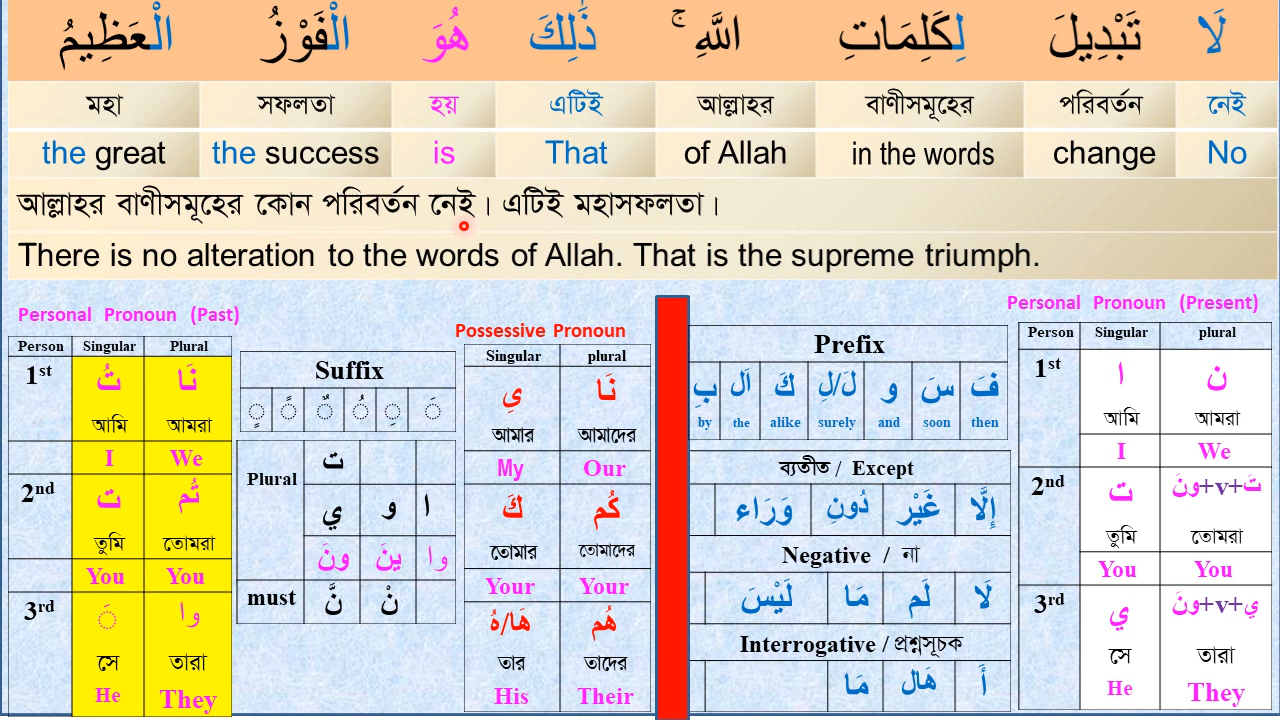 لَا تَبْدِيلَ لِكَلِمَاتِ اللَّهِ ۚ ذَٰلِكَ هُوَ الْفَوْزُ الْعَظِيمُ
মহা সফলতা হয় এটিই আল্লাহর বাণীসমূহের পরিবর্তন নেই
the great the success is That of Allah in the words change No
আল্লাহর বাণীসমূহের কোন পরিবর্তন নেই। এটিই মহাসফলতা।
There is no alteration to the words of Allah. That is the supreme triumph.
Personal Pronoun (Past)
Person Singular Plural
1st تُ نَا
আমি আমরা
I We
2nd ت تُم
তুমি তোমরা
You You
3rd َ وا
সে তারা
He They
Suffix
ٍ ً ٌ ُ ِ َ
Plural ت
ي و ا
ونَ ينَ وا
must نَّ نْ
Possessive Pronoun
Singular plural
يِ نَا
আমার আমাদের
My Our
كَ كُم
তোমার তোমাদের
Your Your
هَا/هُ هُم
তার তাদের
His Their
Prefix
بِ اَل كَ لَ/لِ و سَ فَ
by the alike surely and soon then
ব্যতীত / Except
وَرَاء دُونِ غَيْر إِلَّا
Negative / না
لَيْسَ مَا لَم لَا
Interrogative / প্রশ্নসূচক
مَا هَال أَ
Personal Pronoun (Present)
Person Singular plural
1st ا ن
আমি আমরা
I We
2nd ت تَ+v+ونَ
তুমি তোমরা
You You
3rd ي ي+v+ونَ
সে তারা
He They